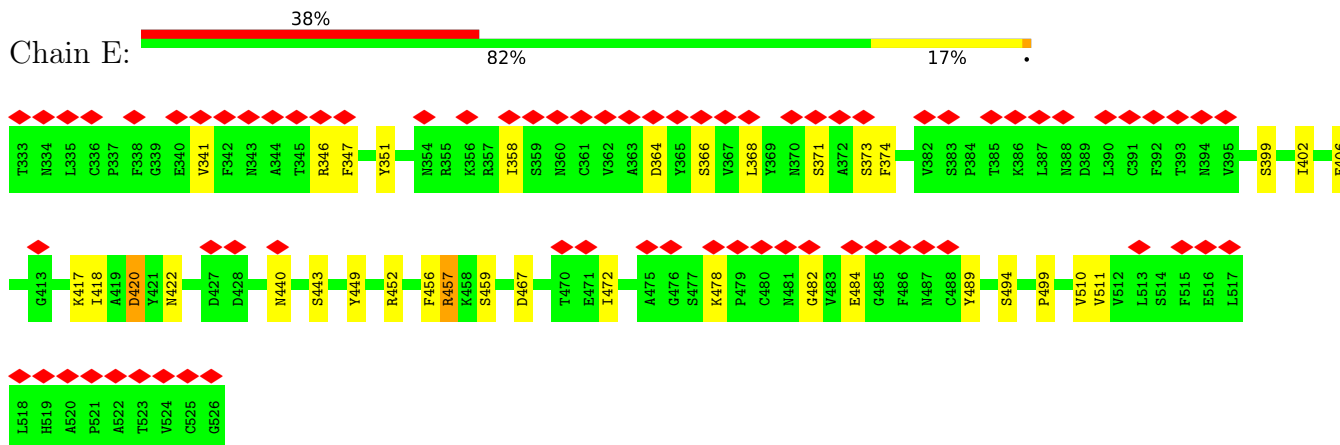 38%
Chain E:
82% 17% •
T333 N334 L335 C336 P337 F338 G339 E340 V341 F342 N343 A344 T345 R346 F347 Y351 N354 R355 K356 R357 I358 S359 N360 C361 V362 A363 D364 Y365 S366 V367 L368 Y369 N370 S371 A372 S373 F374 V382 S383 P384 T385 K386 L387 N388 D389 L390 C391 F392 T393 N394 V395 S399 I402 E406
G413 K417 I418 A419 D420 Y421 N422 D427 D428 N440 S443 Y449 R452 F456 R457 K458 S459 D467 T470 E471 I472 A475 G476 S477 K478 P479 C480 N481 G482 V483 E484 G485 F486 N487 C488 Y489 S494 P499 V510 V511 V512 L513 S514 F515 E516 L517
L518 H519 A520 P521 A522 T523 V524 C525 G526